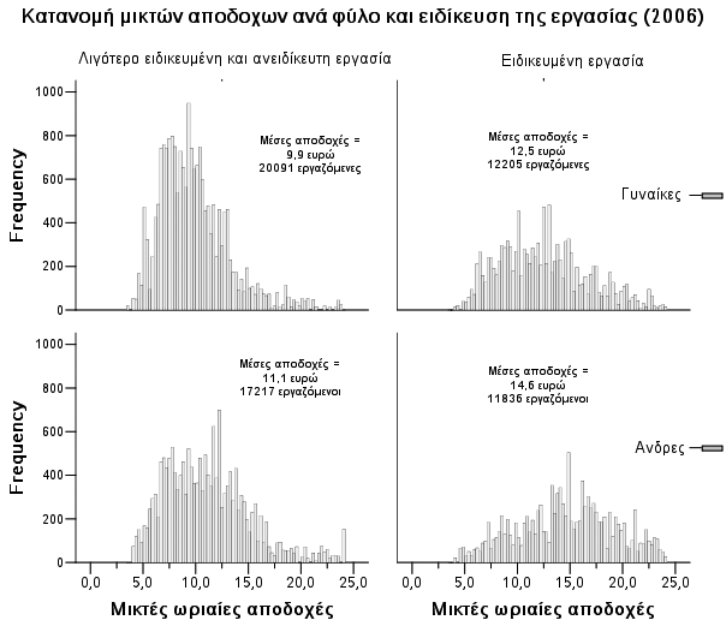 Κατανομή μικτών αποδοχων ανά φύλο και ειδίκευση της εργασίας (2006)
Λιγότερο ειδικευμένη και ανειδίκευτη εργασία
Ειδικευμένη εργασία
1000
800
600
400
200
0
Frequency
Μέσες αποδοχές =
9,9 ευρώ
20091 εργαζόμενες
Μέσες αποδοχές =
12,5 ευρώ
12205 εργαζόμενες
Γυναίκες
1000
800
600
400
200
0
Frequency
Μέσες αποδοχές =
11,1 ευρώ
17217 εργαζόμενοι
Μέσες αποδοχές =
14,6 ευρώ
11836 εργαζόμενοι
Ανδρες
0,0 5,0 10,0 15,0 20,0 25,0
0,0 5,0 10,0 15,0 20,0 25,0
Μικτές ωριαίες αποδοχές
Μικτές ωριαίες αποδοχές